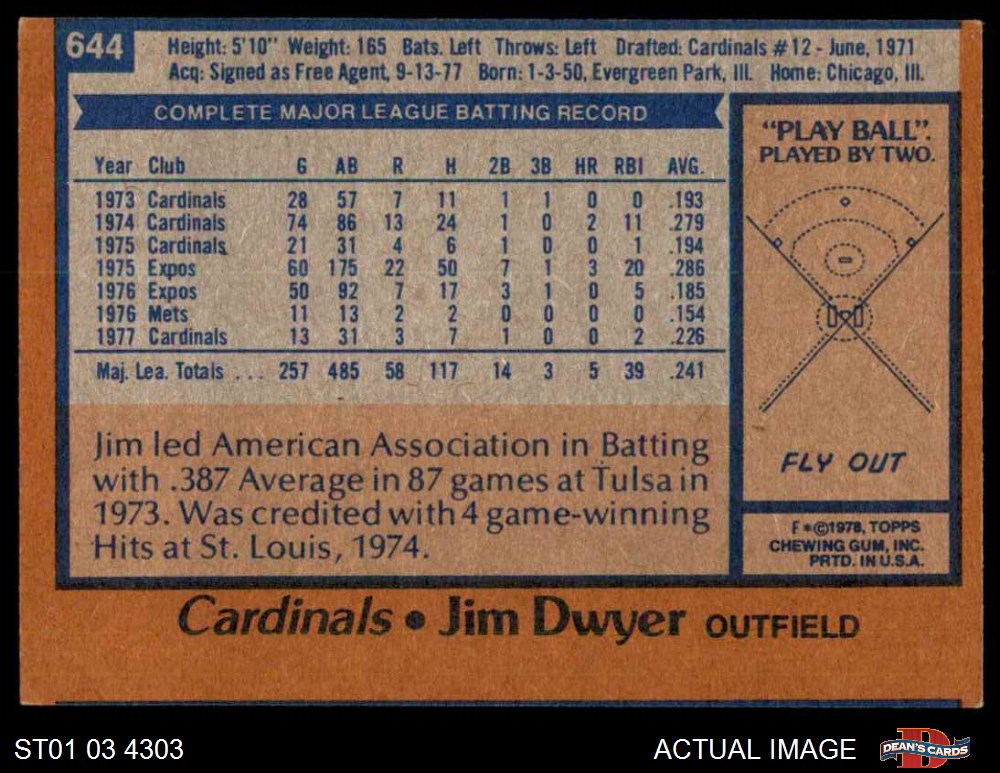 644
Height: 5'10" Weight: 165 Bats. Left Throws: Left Drafted: Cardinals #12 - June, 1971
Acq: Signed as Free Agent, 9-13-77 Born: 1-3-50, Evergreen Park, Ill. Home: Chicago, Ill.
COMPLETE MAJOR LEAGUE BATTING RECORD
Year Club G AB R H 2B 3B HR RBI AVG.
1973 Cardinals 28 57 7 11 1 1 0 0 .193
1974 Cardinals 74 86 13 24 1 0 2 11 .279
1975 Cardinals 21 31 4 6 1 0 0 1 .194
1975 Expos 60 175 22 50 7 1 3 20 .286
1976 Expos 50 92 7 17 3 1 0 5 .185
1976 Mets 11 13 2 2 0 0 0 0 .154
1977 Cardinals 13 31 3 7 1 0 0 2 .226
Maj. Lea. Totals ... 257 485 58 117 14 3 5 39 .241
Jim led American Association in Batting
with .387 Average in 87 games at Tulsa in
1973. Was credited with 4 game-winning
Hits at St. Louis, 1974.
"PLAY BALL".
PLAYED BY TWO.
FLY OUT
F*©1978, TOPPS
CHEWING GUM, INC.
PRTD. IN U.S.A.
Cardinals • Jim Dwyer OUTFIELD
ST01 03 4303
ACTUAL IMAGE
D
DEAN'S CARDS